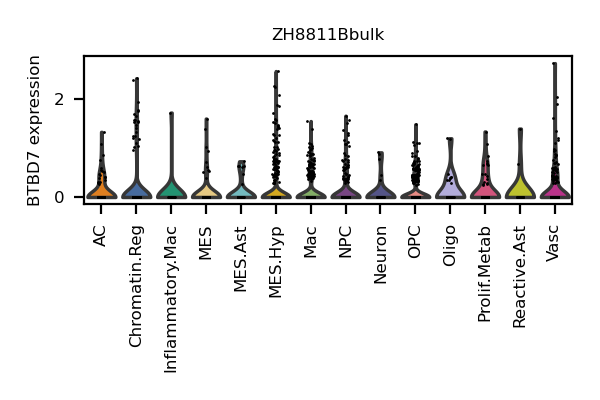 ZH8811Bbulk
BTBD7 expression
2
0
AC
Chromatin.Reg
Inflammatory.Mac
MES
MES.Ast
MES.Hyp
Mac
NPC
Neuron
OPC
Oligo
Prolif.Metab
Reactive.Ast
Vasc